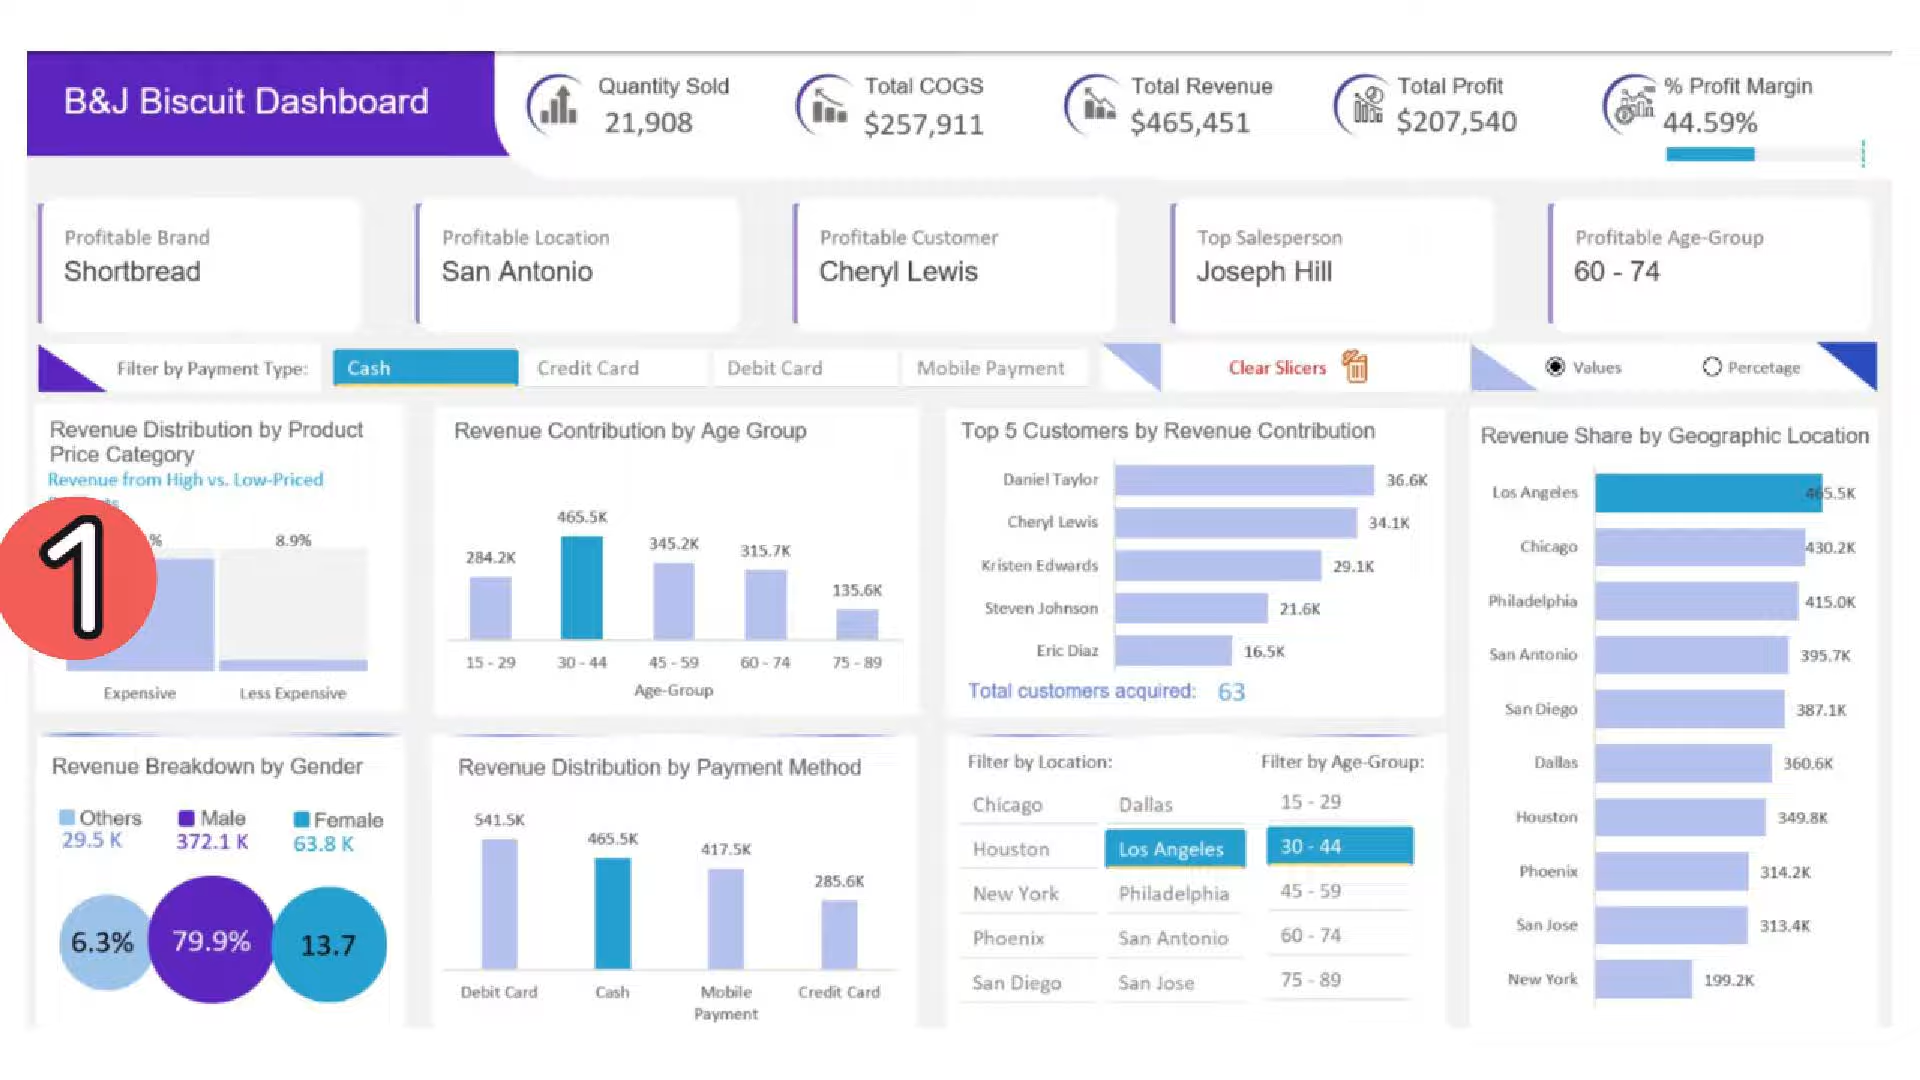 B&J Biscuit Dashboard
Quantity Sold
21,908
Total COGS
$257,911
Total Revenue
$465,451
Total Profit
$207,540
% Profit Margin
44.59%
Profitable Brand
Shortbread
Profitable Location
San Antonio
Profitable Customer
Cheryl Lewis
Top Salesperson
Joseph Hill
Profitable Age-Group
60 - 74
Filter by Payment Type:
Cash
Credit Card
Debit Card
Mobile Payment
Clear Slicers
Values
Percetage
Revenue Distribution by Product
Price Category
Revenue from High vs. Low-Priced
1
%
8.9%
Expensive
Less Expensive
Revenue Contribution by Age Group
284.2K
465.5K
345.2K
315.7K
135.6K
15 - 29
30 - 44
45 - 59
60 - 74
75 - 89
Age-Group
Top 5 Customers by Revenue Contribution
Daniel Taylor 36.6K
Cheryl Lewis 34.1K
Kristen Edwards 29.1K
Steven Johnson 21.6K
Eric Diaz 16.5K
Total customers acquired: 63
Revenue Share by Geographic Location
Los Angeles 465.5K
Chicago 430.2K
Philadelphia 415.0K
San Antonio 395.7K
San Diego 387.1K
Dallas 360.6K
Houston 349.8K
Phoenix 314.2K
San Jose 313.4K
New York 199.2K
Revenue Breakdown by Gender
Others
29.5 K
Male
372.1 K
Female
63.8 K
6.3%
79.9%
13.7
Revenue Distribution by Payment Method
541.5K
465.5K
417.5K
285.6K
Debit Card
Cash
Mobile
Payment
Credit Card
Filter by Location:
Chicago
Dallas
Houston
Los Angeles
New York
Philadelphia
Phoenix
San Antonio
San Diego
San Jose
Filter by Age-Group:
15 - 29
30 - 44
45 - 59
60 - 74
75 - 89